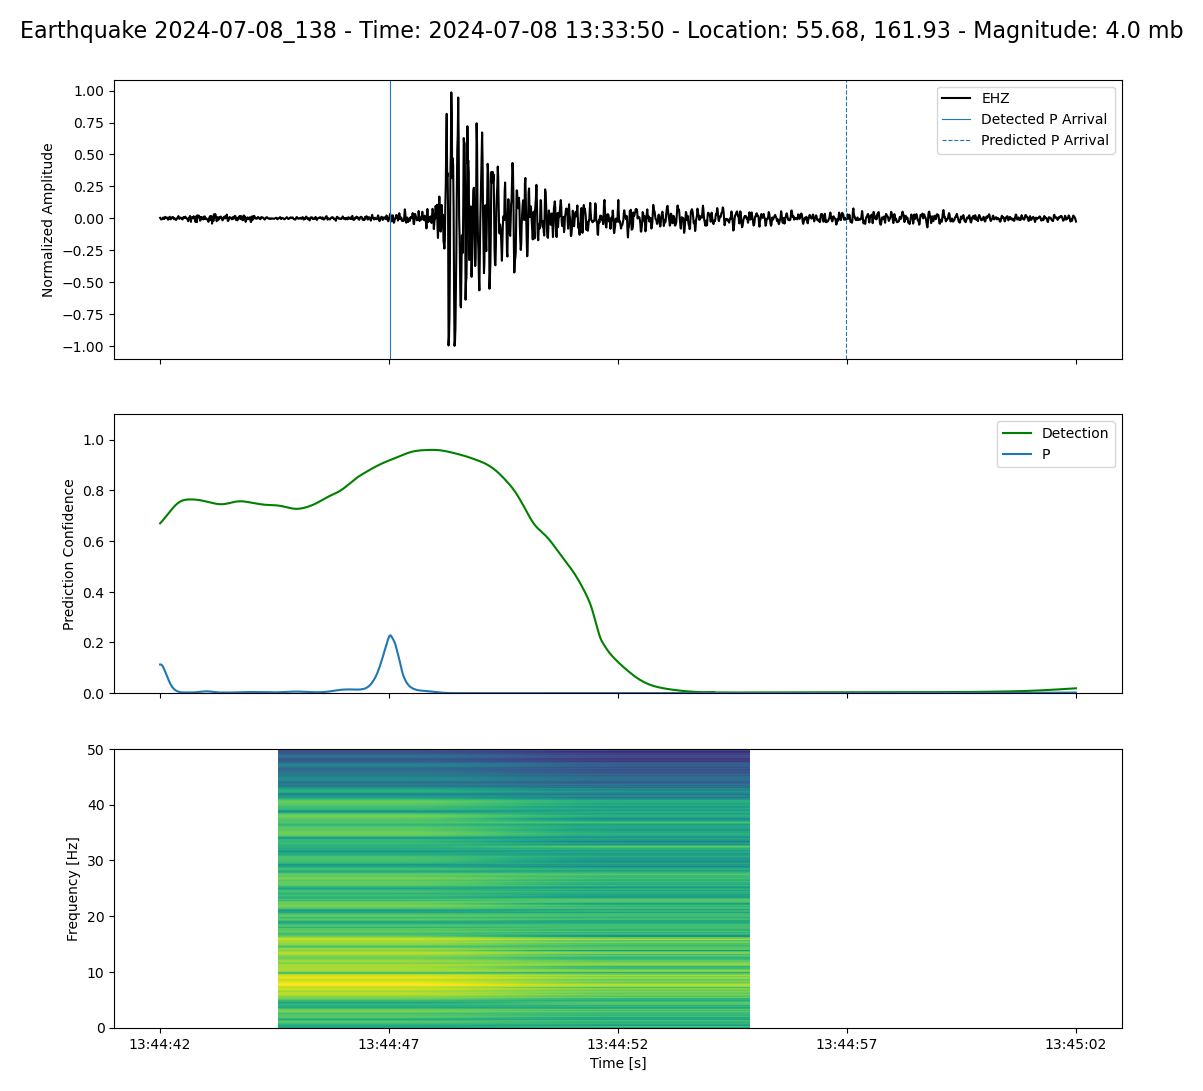 Earthquake 2024-07-08_138 - Time: 2024-07-08 13:33:50 - Location: 55.68, 161.93 - Magnitude: 4.0 mb
Normalized Amplitude
1.00
0.75
0.50
0.25
0.00
−0.25
−0.50
−0.75
−1.00
EHZ
Detected P Arrival
Predicted P Arrival
Prediction Confidence
1.0
0.8
0.6
0.4
0.2
0.0
Detection
P
Frequency [Hz]
50
40
30
20
10
0
13:44:42 13:44:47 13:44:52 13:44:57 13:45:02
Time [s]